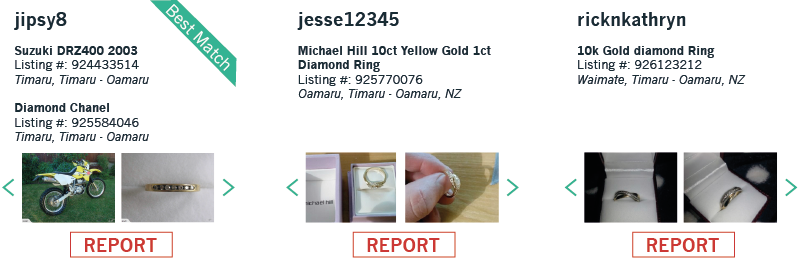 jipsy8
Best Match
Suzuki DRZ400 2003
Listing #: 924433514
Timaru, Timaru - Oamaru
Diamond Chanel
Listing #: 925584046
Timaru, Timaru - Oamaru
REPORT
jesse12345
Michael Hill 10ct Yellow Gold 1ct
Diamond Ring
Listing #: 925770076
Oamaru, Timaru - Oamaru, NZ
michael hill
REPORT
ricknkathryn
10k Gold diamond Ring
Listing #: 926123212
Waimate, Timaru - Oamaru, NZ
REPORT